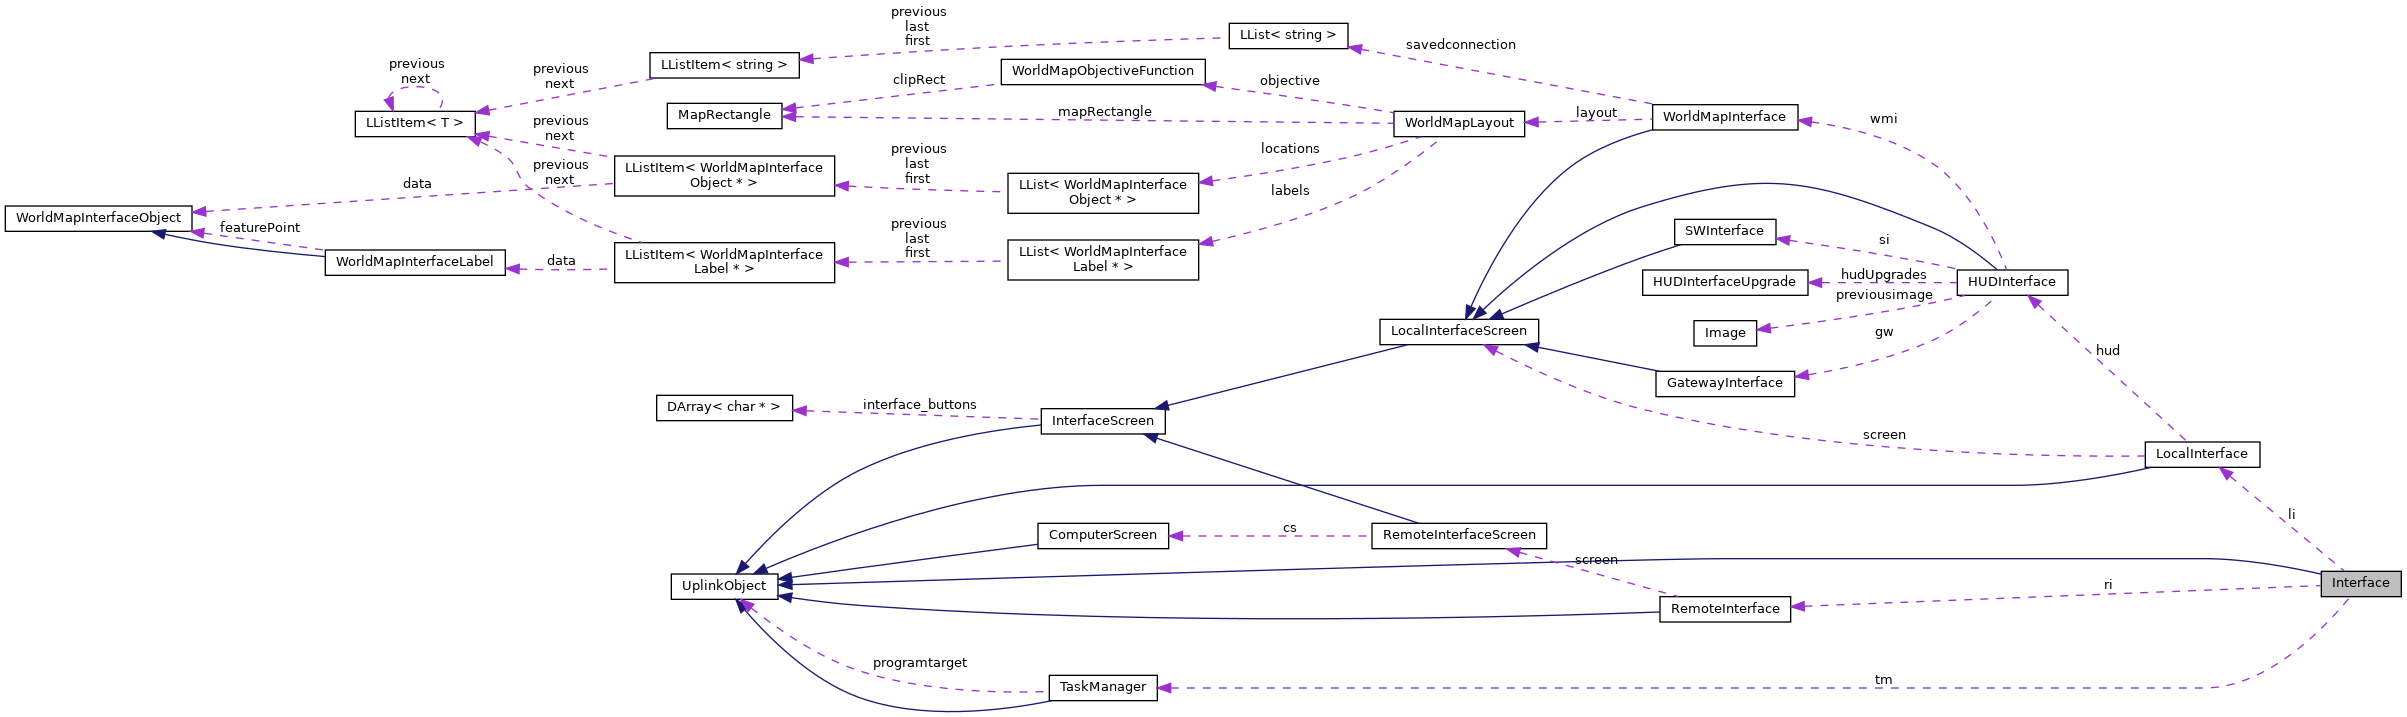 previous
last
first
LList< string >
savedconnection
LListItem< string >
previous
next
previous
next
WorldMapObjectiveFunction
clipRect
objective
MapRectangle
mapRectangle
LListItem< T >
WorldMapLayout
layout
WorldMapInterface
wmi
previous
next
LListItem< WorldMapInterface
Object * >
previous
last
first
locations
LList< WorldMapInterface
Object * >
labels
previous
next
data
WorldMapInterfaceObject
featurePoint
WorldMapInterfaceLabel
data
LListItem< WorldMapInterface
Label * >
previous
last
first
LList< WorldMapInterface
Label * >
SWInterface
si
HUDInterfaceUpgrade
hudUpgrades
HUDInterface
previousimage
Image
gw
LocalInterfaceScreen
hud
GatewayInterface
DArray< char * >
interface_buttons
InterfaceScreen
screen
LocalInterface
li
ComputerScreen
cs
RemoteInterfaceScreen
screen
UplinkObject
Interface
ri
RemoteInterface
programtarget
TaskManager
tm